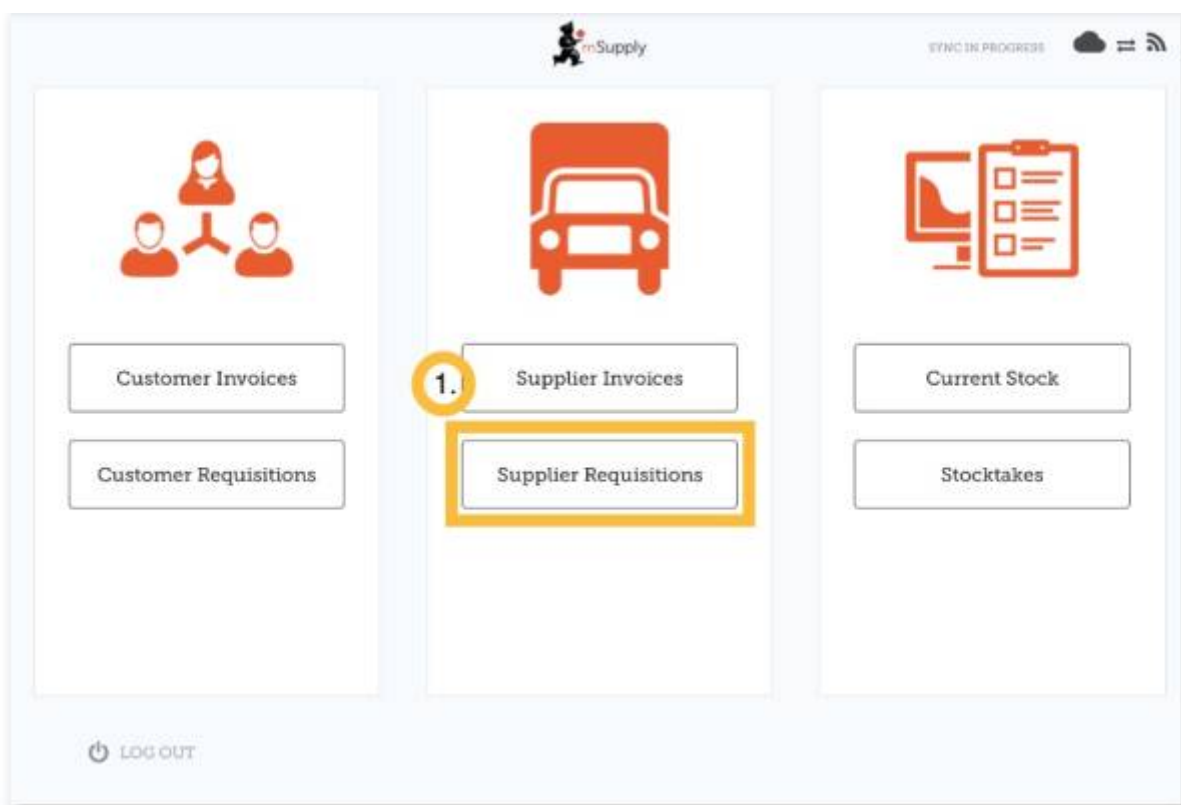 mSupply
SYNC IN PROGRESS
Customer Invoices
1.
Supplier Invoices
Current Stock
Customer Requisitions
Supplier Requisitions
Stocktakes
LOG OUT